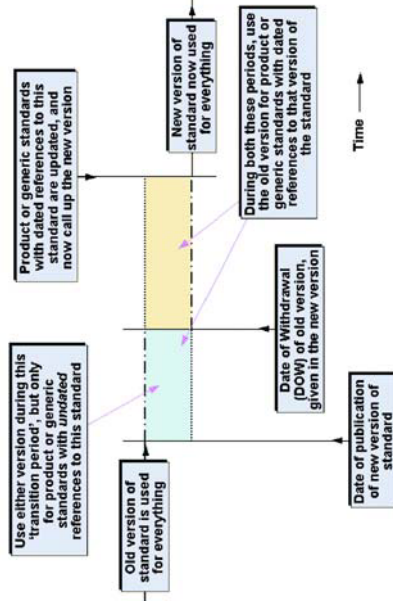 Product or generic standards
with dated references to this
standard are updated, and
now call up the new version
Use either version during this
‘transition period’, but only
for product or generic
standards with undated
references to this standard
Old version of
standard is used
for everything
New version of
standard now used
for everything
During both these periods, use
the old version for product or
generic standards with dated
references to that version of
the standard
Date of Withdrawal
(DOW) of old version,
given in the new version
Date of publication
of new version of
standard
Time